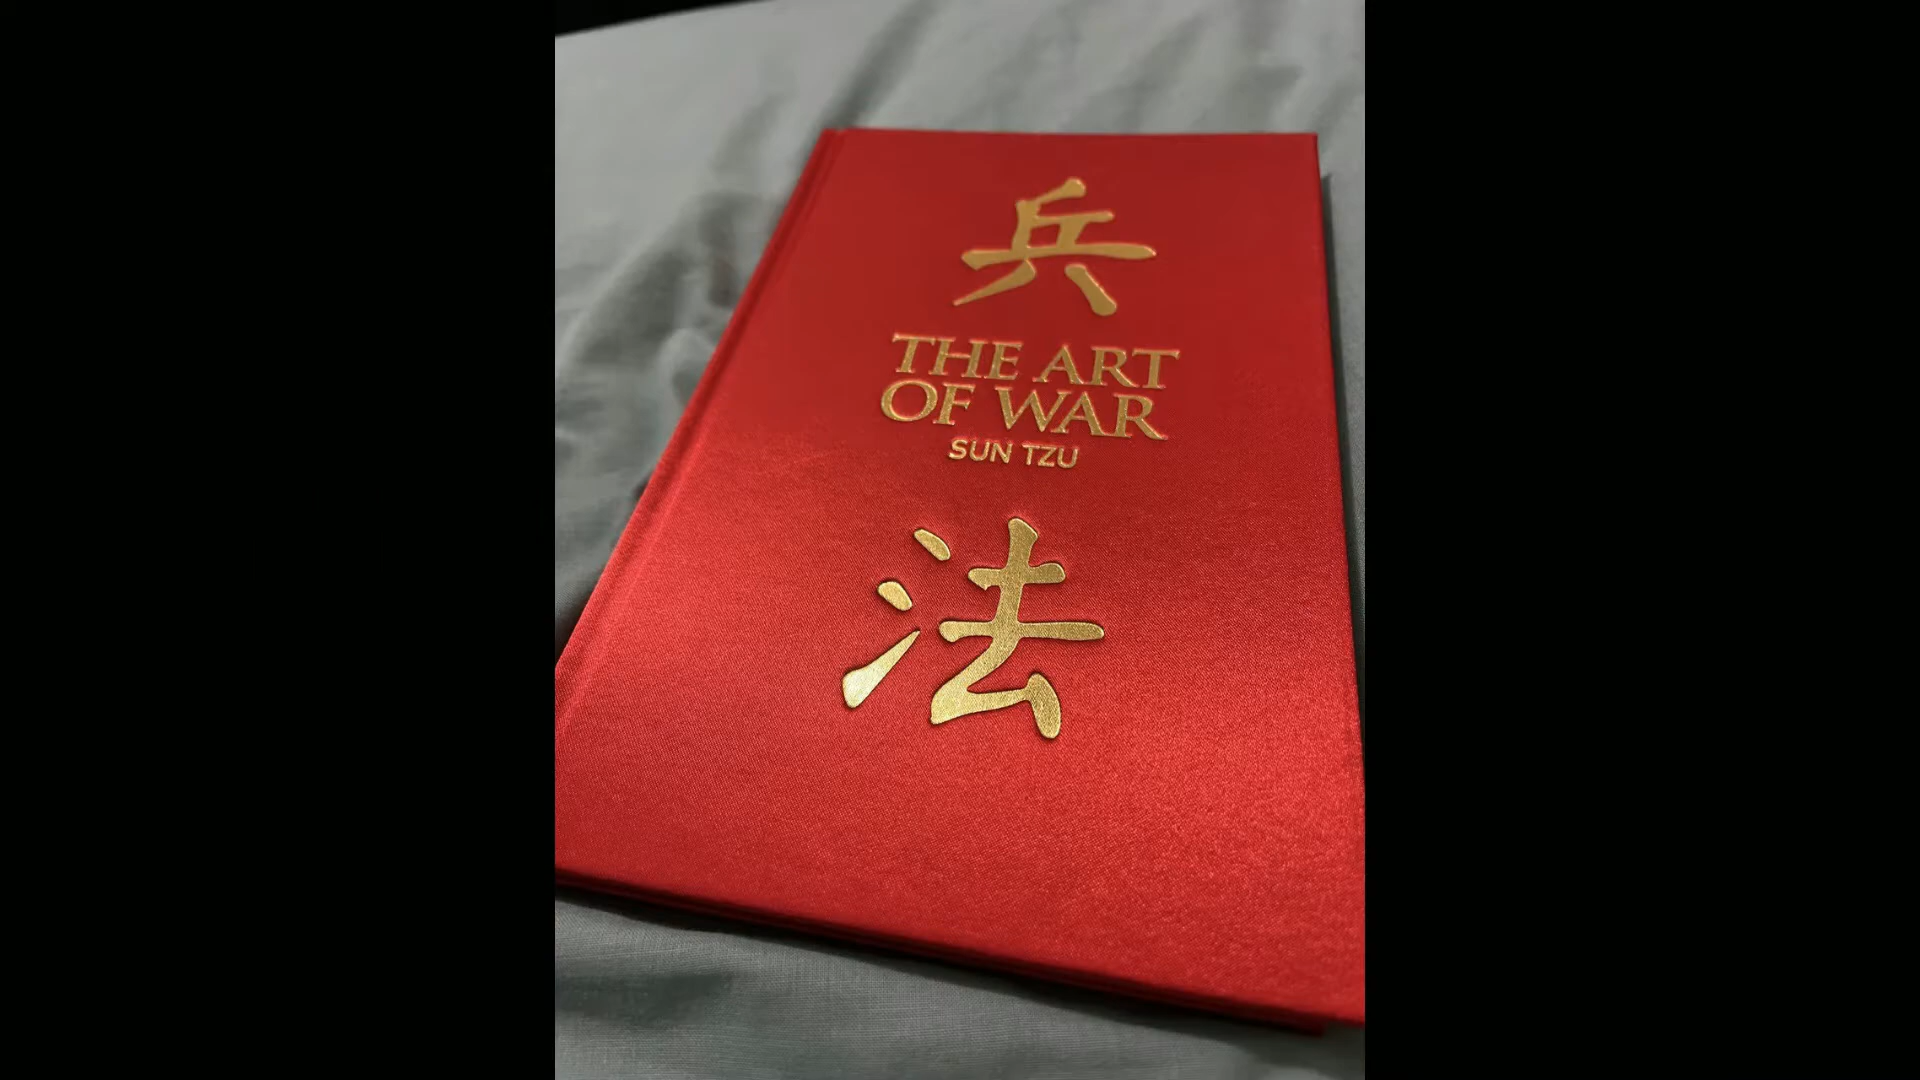 兵
THE ART
OF WAR
SUN TZU
法